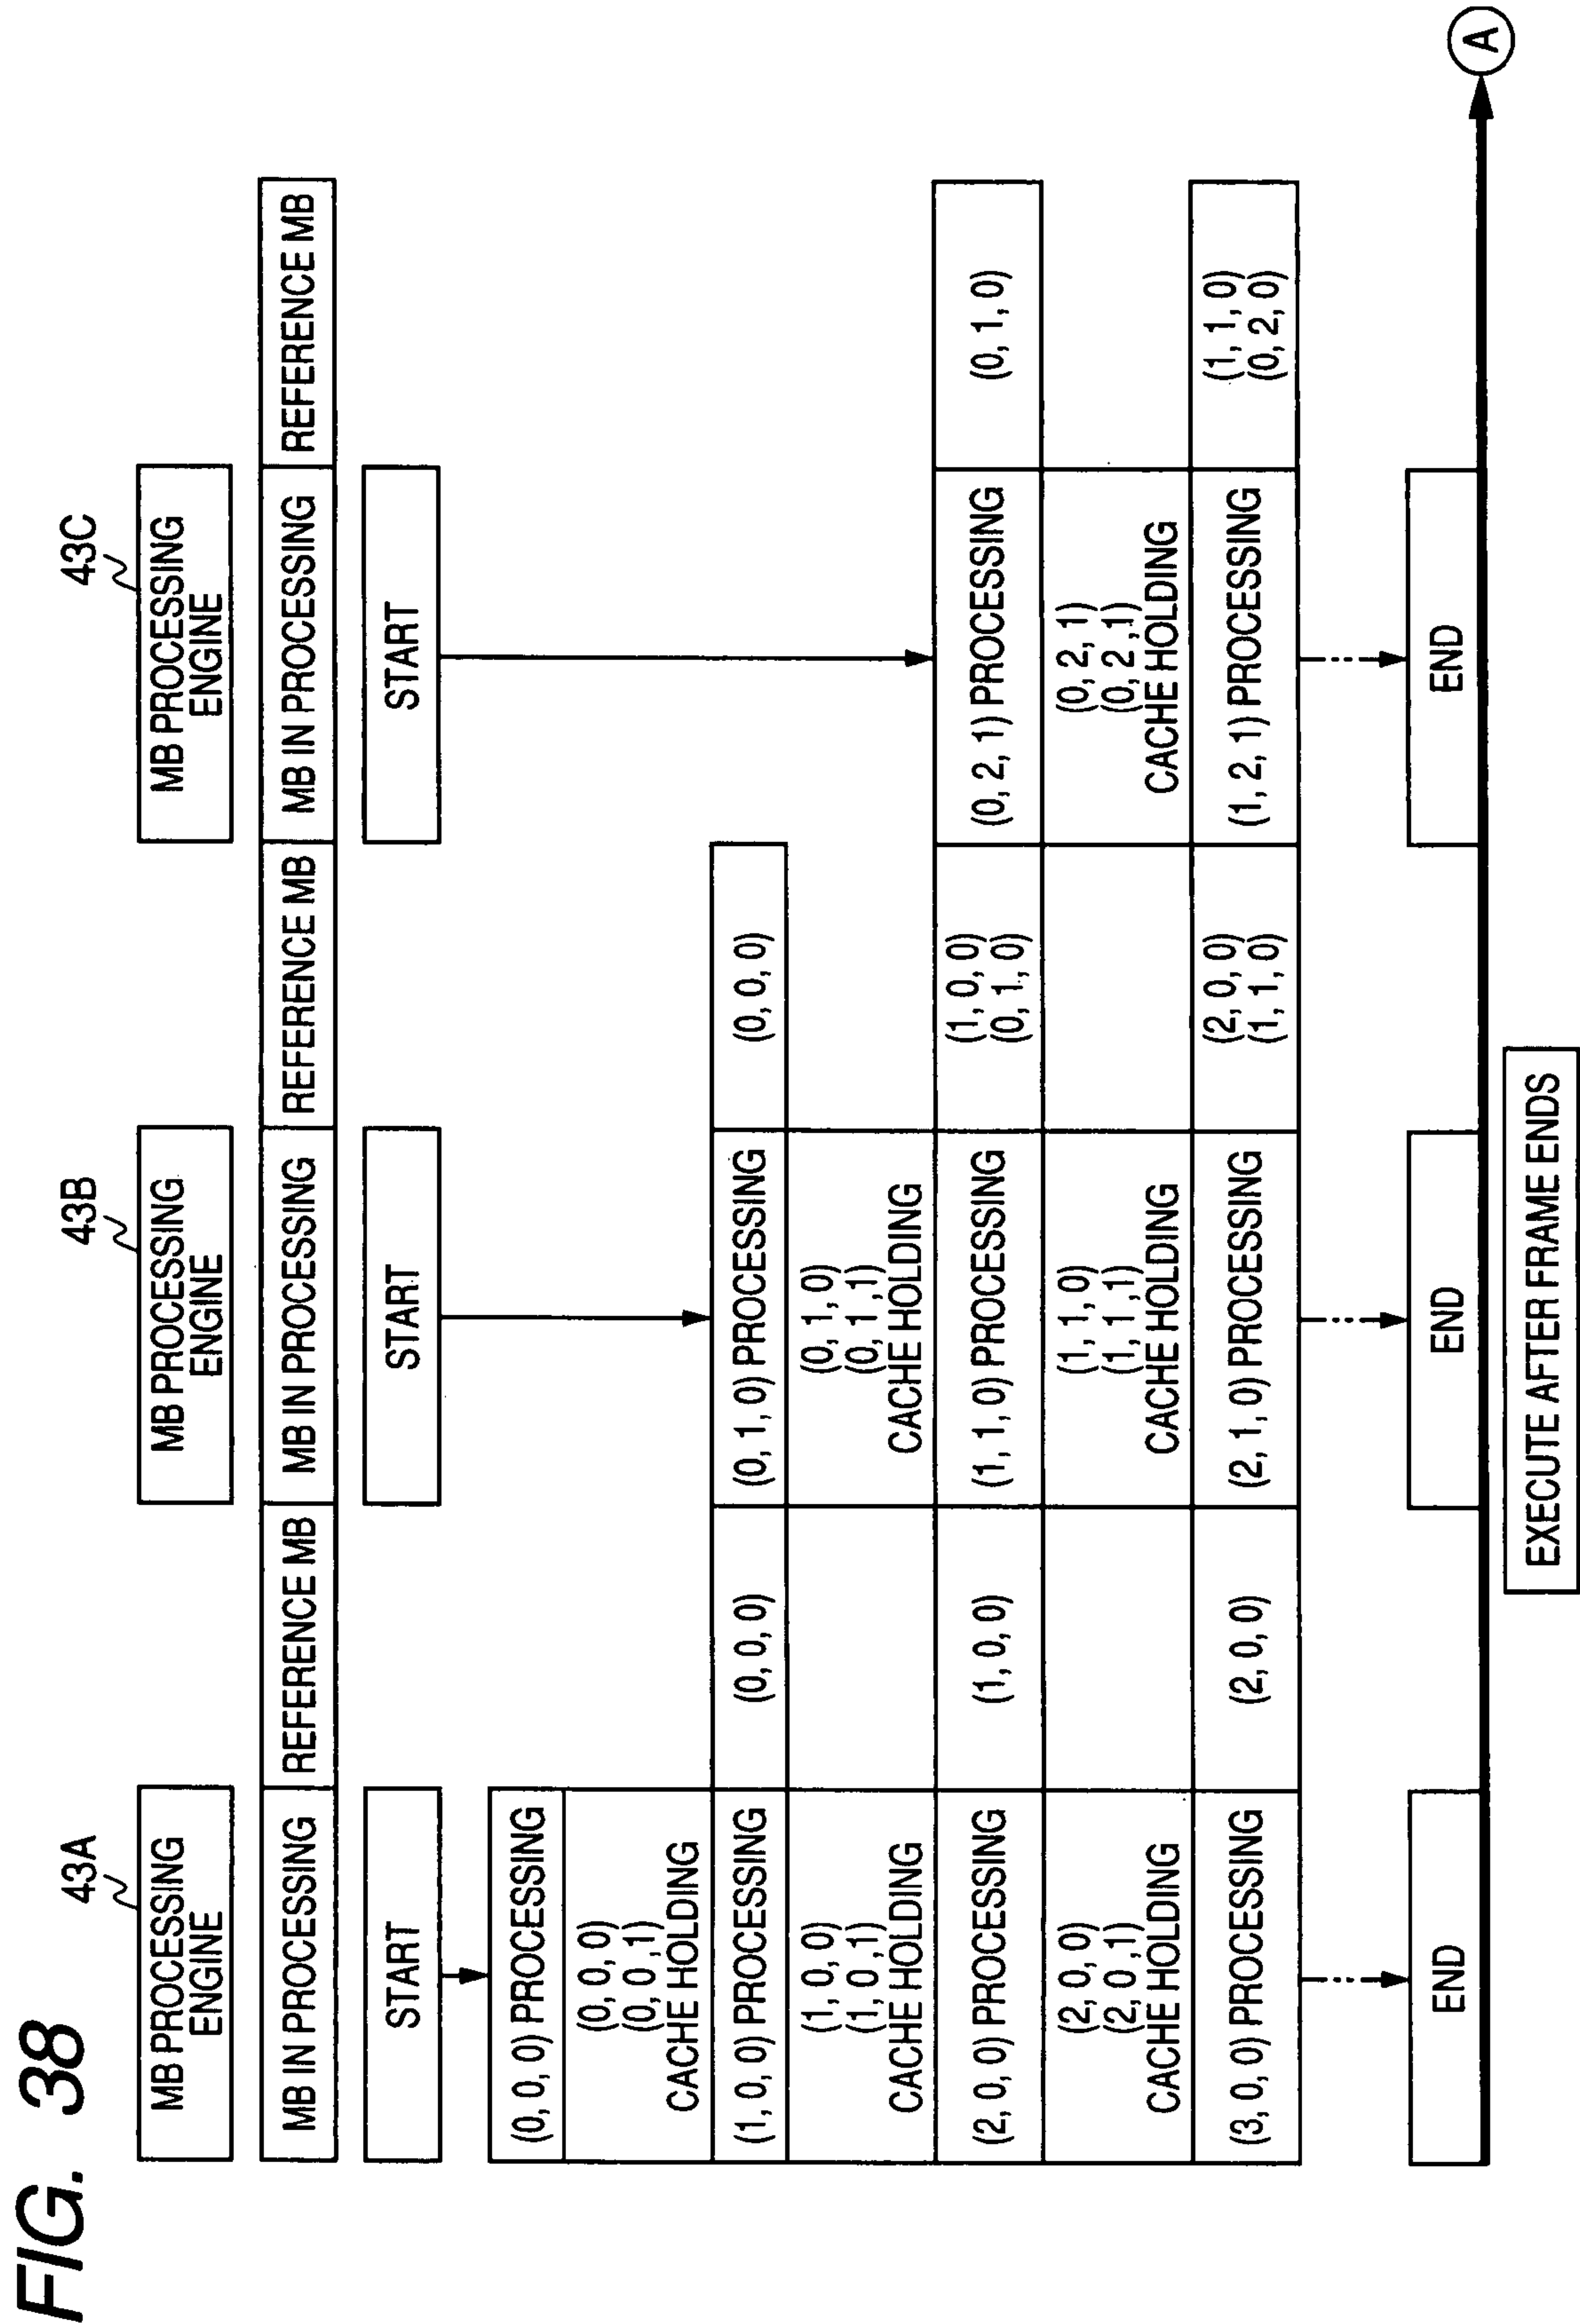 FIG. 38
43A
43B
43C
MB PROCESSING
ENGINE
MB PROCESSING
ENGINE
MB PROCESSING
ENGINE
MB IN PROCESSING
REFERENCE MB
MB IN PROCESSING
REFERENCE MB
MB IN PROCESSING
REFERENCE MB
START
START
START
(0, 0, 0) PROCESSING
(0, 0, 0)
(0, 0, 1)
CACHE HOLDING
(1, 0, 0) PROCESSING
(0, 0, 0)
(0, 1, 0) PROCESSING
(0, 0, 0)
(1, 0, 0)
(1, 0, 1)
CACHE HOLDING
(0, 1, 0)
(0, 1, 1)
CACHE HOLDING
(2, 0, 0) PROCESSING
(1, 0, 0)
(1, 1, 0) PROCESSING
(1, 0, 0)
(0, 1, 0)
(0, 2, 1) PROCESSING
(0, 1, 0)
(2, 0, 0)
(2, 0, 1)
CACHE HOLDING
(1, 1, 0)
(1, 1, 1)
CACHE HOLDING
(0, 2, 1)
(0, 2, 1)
CACHE HOLDING
(3, 0, 0) PROCESSING
(2, 0, 0)
(2, 1, 0) PROCESSING
(2, 0, 0)
(1, 1, 0)
(1, 2, 1) PROCESSING
(1, 1, 0)
(0, 2, 0)
END
END
END
A
EXECUTE AFTER FRAME ENDS